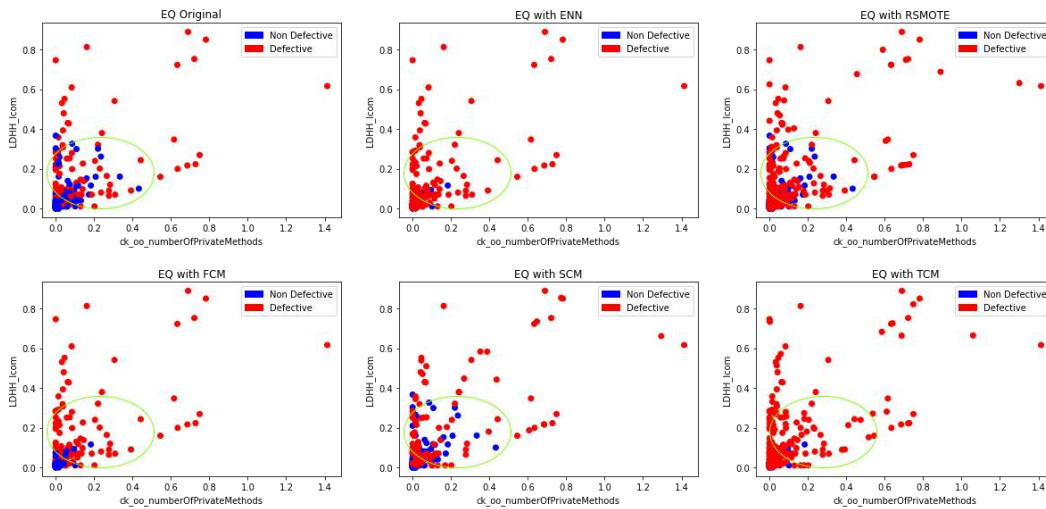 EQ Original
Non Defective
Defective
LDHH_lcom
0.8
0.6
0.4
0.2
0.0
0.0 0.2 0.4 0.6 0.8 1.0 1.2 1.4
ck_oo_numberOfPrivateMethods
EQ with ENN
Non Defective
Defective
LDHH_lcom
0.8
0.6
0.4
0.2
0.0
0.0 0.2 0.4 0.6 0.8 1.0 1.2 1.4
ck_oo_numberOfPrivateMethods
EQ with RSMOTE
Non Defective
Defective
LDHH_lcom
0.8
0.6
0.4
0.2
0.0
0.0 0.2 0.4 0.6 0.8 1.0 1.2 1.4
ck_oo_numberOfPrivateMethods
EQ with FCM
Non Defective
Defective
LDHH_lcom
0.8
0.6
0.4
0.2
0.0
0.0 0.2 0.4 0.6 0.8 1.0 1.2 1.4
ck_oo_numberOfPrivateMethods
EQ with SCM
Non Defective
Defective
LDHH_lcom
0.8
0.6
0.4
0.2
0.0
0.0 0.2 0.4 0.6 0.8 1.0 1.2 1.4
ck_oo_numberOfPrivateMethods
EQ with TCM
Non Defective
Defective
LDHH_lcom
0.8
0.6
0.4
0.2
0.0
0.0 0.2 0.4 0.6 0.8 1.0 1.2 1.4
ck_oo_numberOfPrivateMethods